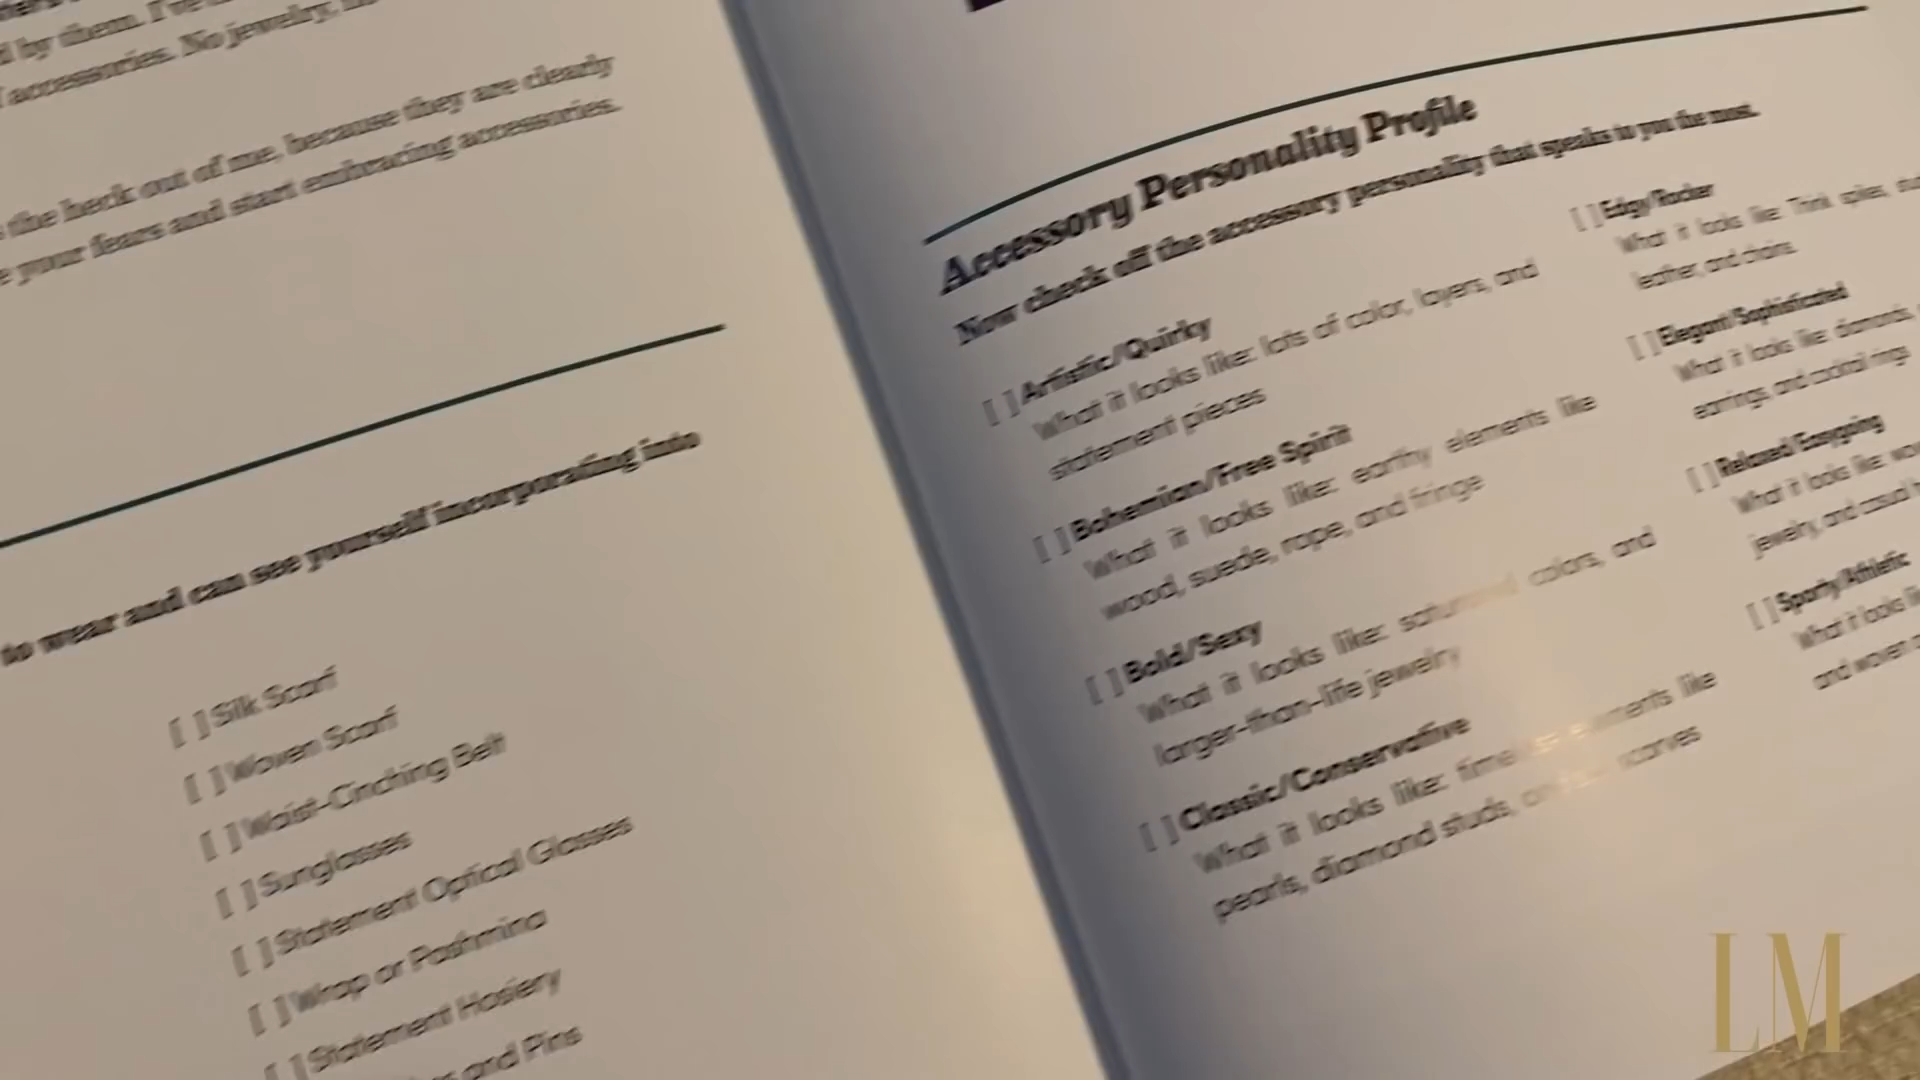 d by them. I've
accessories. No jewelry,
the heck out of me, because they are clearly
your fears and start embracing accessories.
to wear and can see yourself incorporating into
[ ] Silk Scarf
[ ] Woven Scarf
[ ] Waist-Cinching Belt
[ ] Sunglasses
[ ] Statement Optical Glasses
[ ] Wrap or Pashmina
[ ] Statement Hosiery
and Pins
Accessory Personality Profile
Now check off the accessory personality that speaks to you the most.
[ ] Artistic/Quirky
What it looks like: lots of color, layers, and
statement pieces
[ ] Bohemian/Free Spirit
What it looks like: earthy elements like
wood, suede, rope, and fringe
[ ] Bold/Sexy
What it looks like: saturated colors, and
larger-than-life jewelry
[ ] Classic/Conservative
What it looks like: timeless elements like
pearls, diamond studs, and scarves
[ ] Edgy/Rocker
What it looks like: Think spikes,
leather, and chains.
[ ] Elegant/Sophisticated
What it looks like: diamonds,
earrings, and cocktail rings
[ ] Relaxed/Easygoing
What it looks like:
jewelry, and casual
[ ] Sporty/Athletic
What it looks
and woven
LM